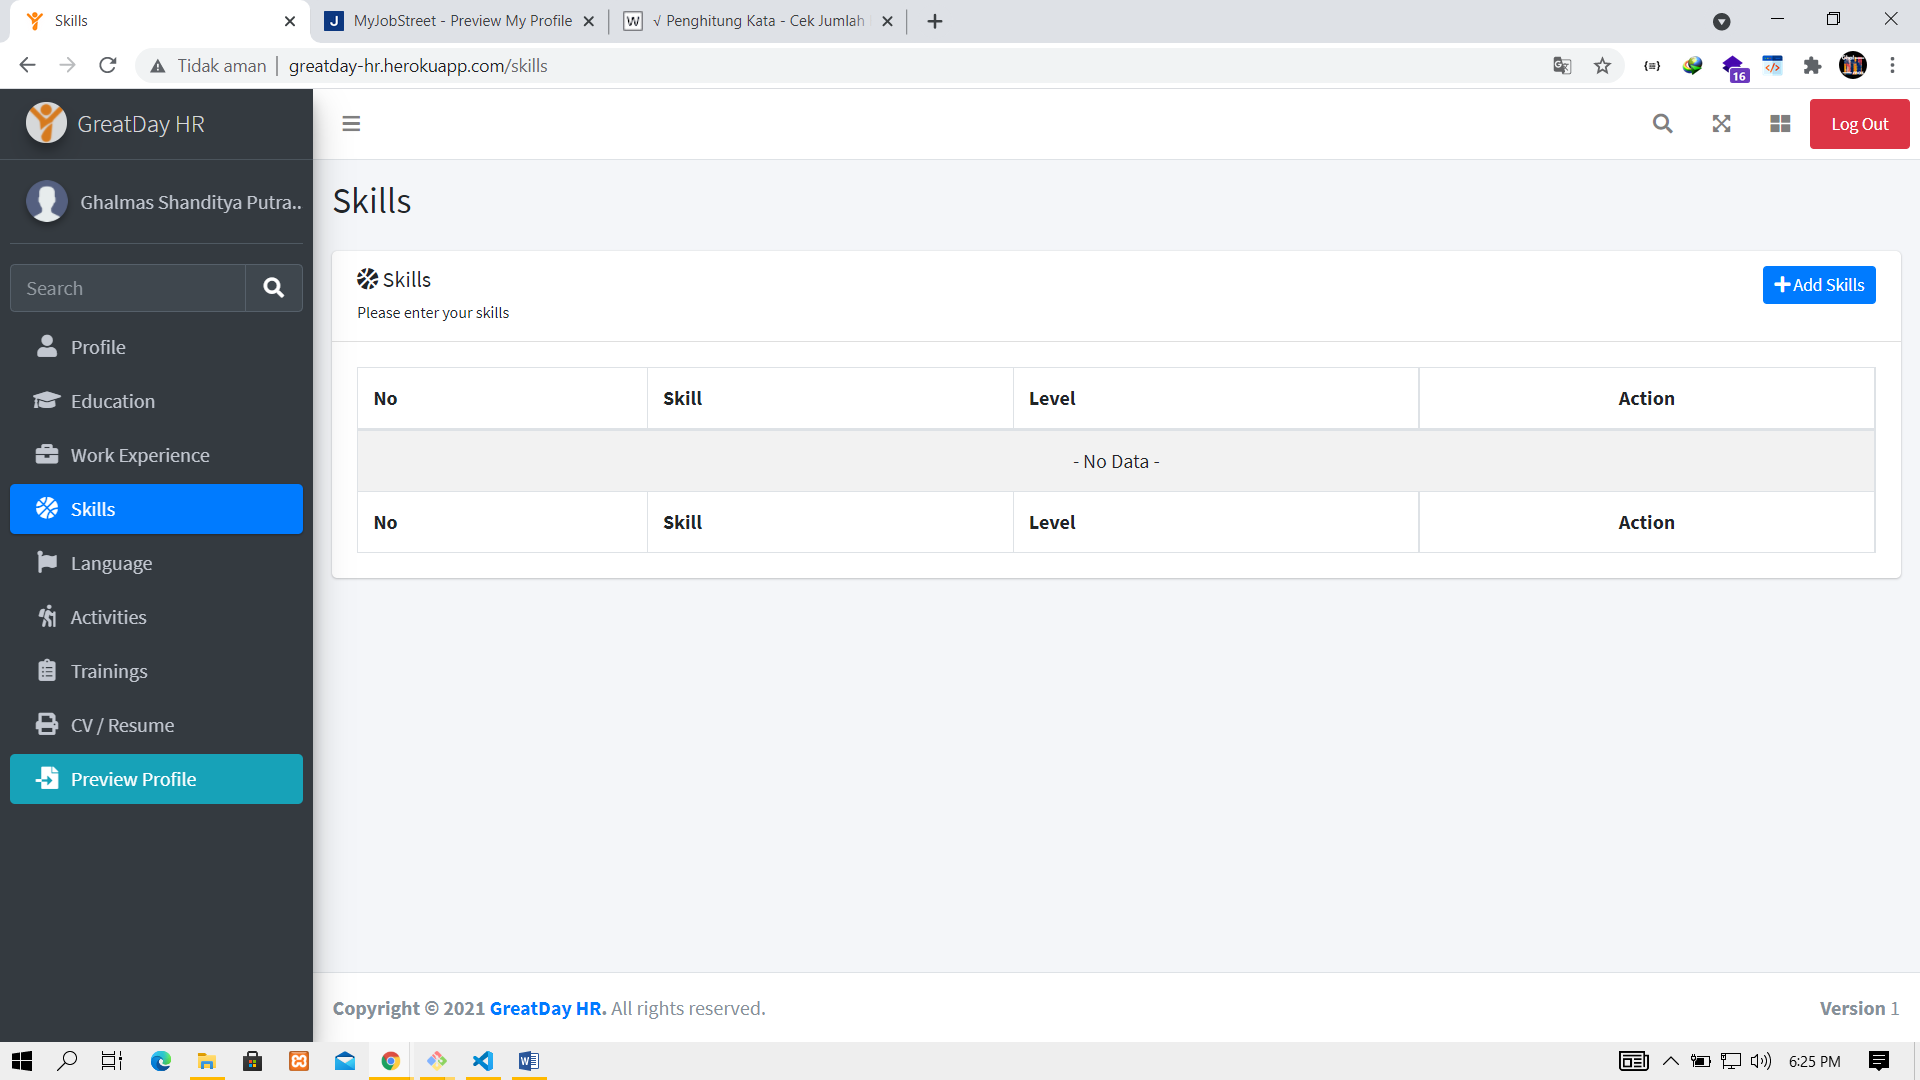 Skills
MyJobStreet - Preview My Profile
√ Penghitung Kata - Cek Jumlah
Tidak aman
greatday-hr.herokuapp.com/skills
16
GreatDay HR
Log Out
Ghalmas Shanditya Putra..
Search
Profile
Education
Work Experience
Skills
Language
Activities
Trainings
CV / Resume
Preview Profile
Skills
Skills
Please enter your skills
Add Skills
No Skill Level Action
- No Data -
No Skill Level Action
Copyright © 2021 GreatDay HR. All rights reserved.
Version 1
6:25 PM